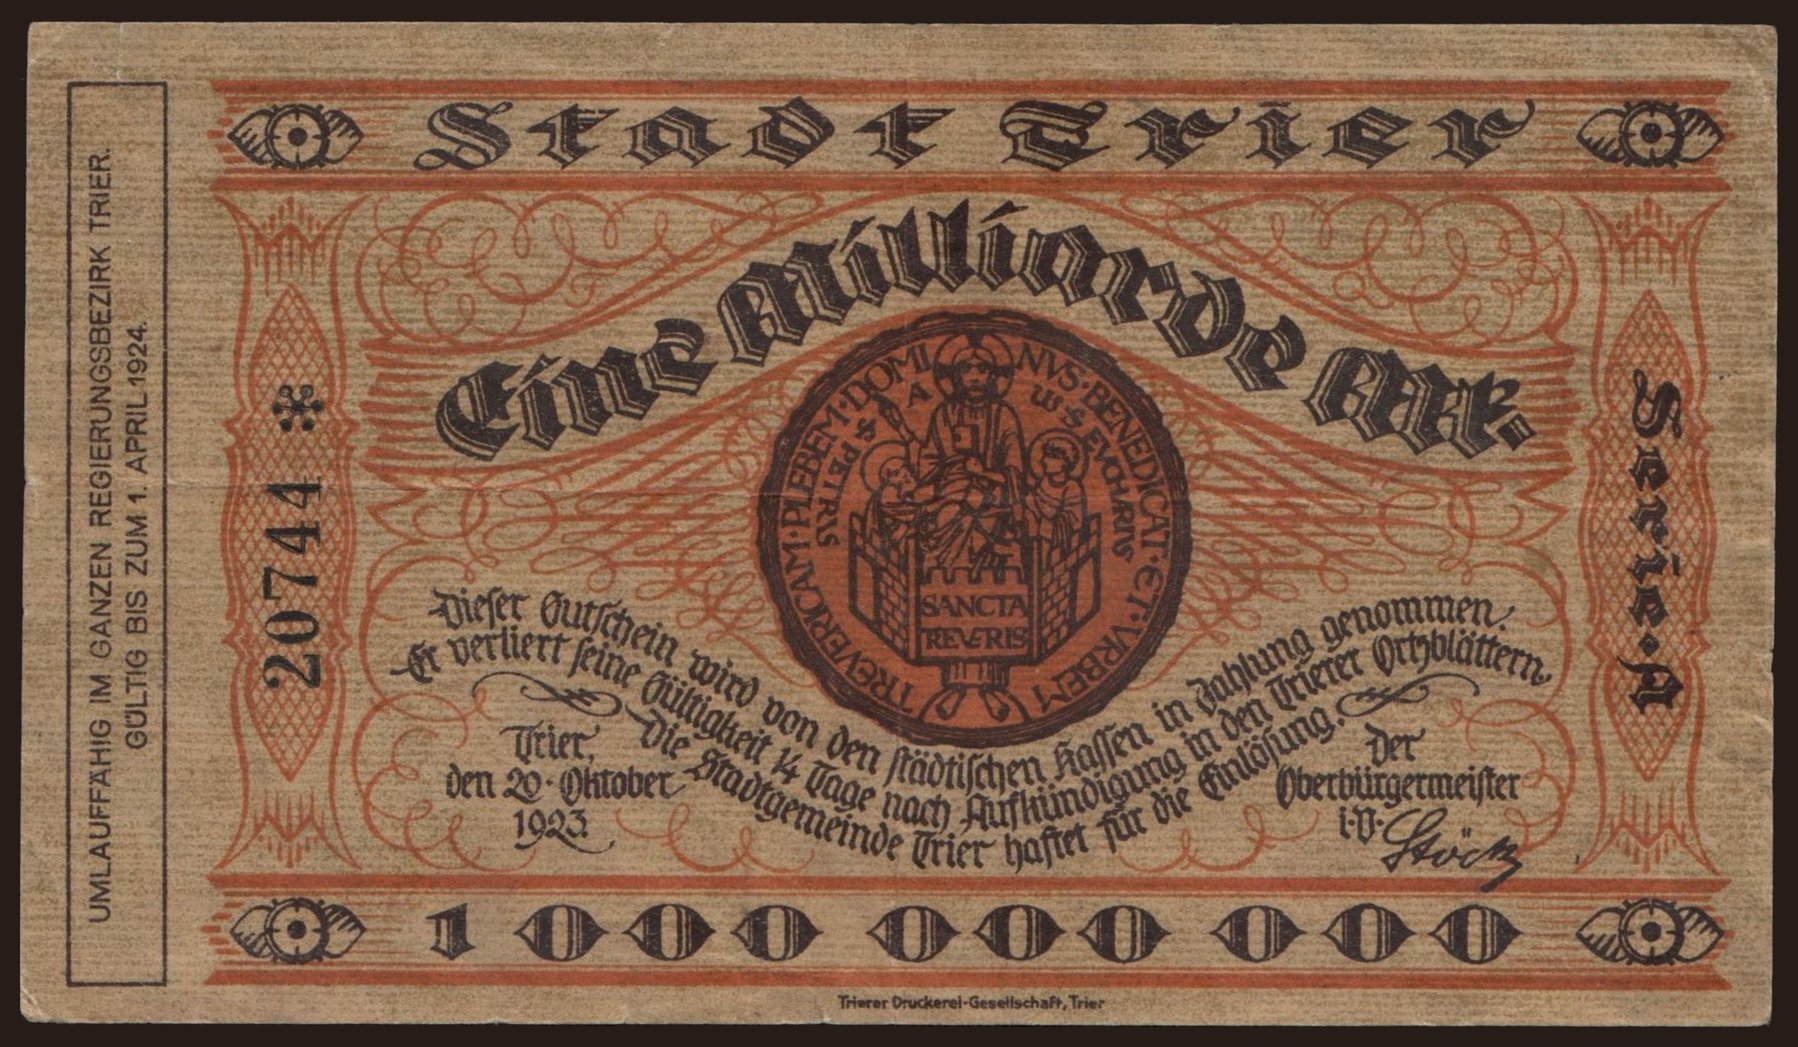 UMLAUFFÄHIG IM GANZEN REGIERUNGSBEZIRK TRIER.
GÜLTIG BIS ZUM 1. APRIL 1924.
Stadt Trier
Eine Milliarde Mk.
20744
Serie·A
TREVERICAM·PLEBEM·DOMINVS·BENEDICAT·ET·VRBEM
A W
S PETRVS
S EVCHARIVS
SANCTA
TREVERIS
Dieser Gutschein wird von den städtischen Kassen in Zahlung genommen.
Er verliert seine Gültigkeit 14 Tage nach Aufkündigung in den Trierer Ortsblättern.
Die Stadtgemeinde Trier haftet für die Einlösung.
Trier,
den 20. Oktober
1923.
Der
Oberbürgermeister
i.V.
Stöck
1 000 000 000
Trierer Druckerei-Gesellschaft, Trier